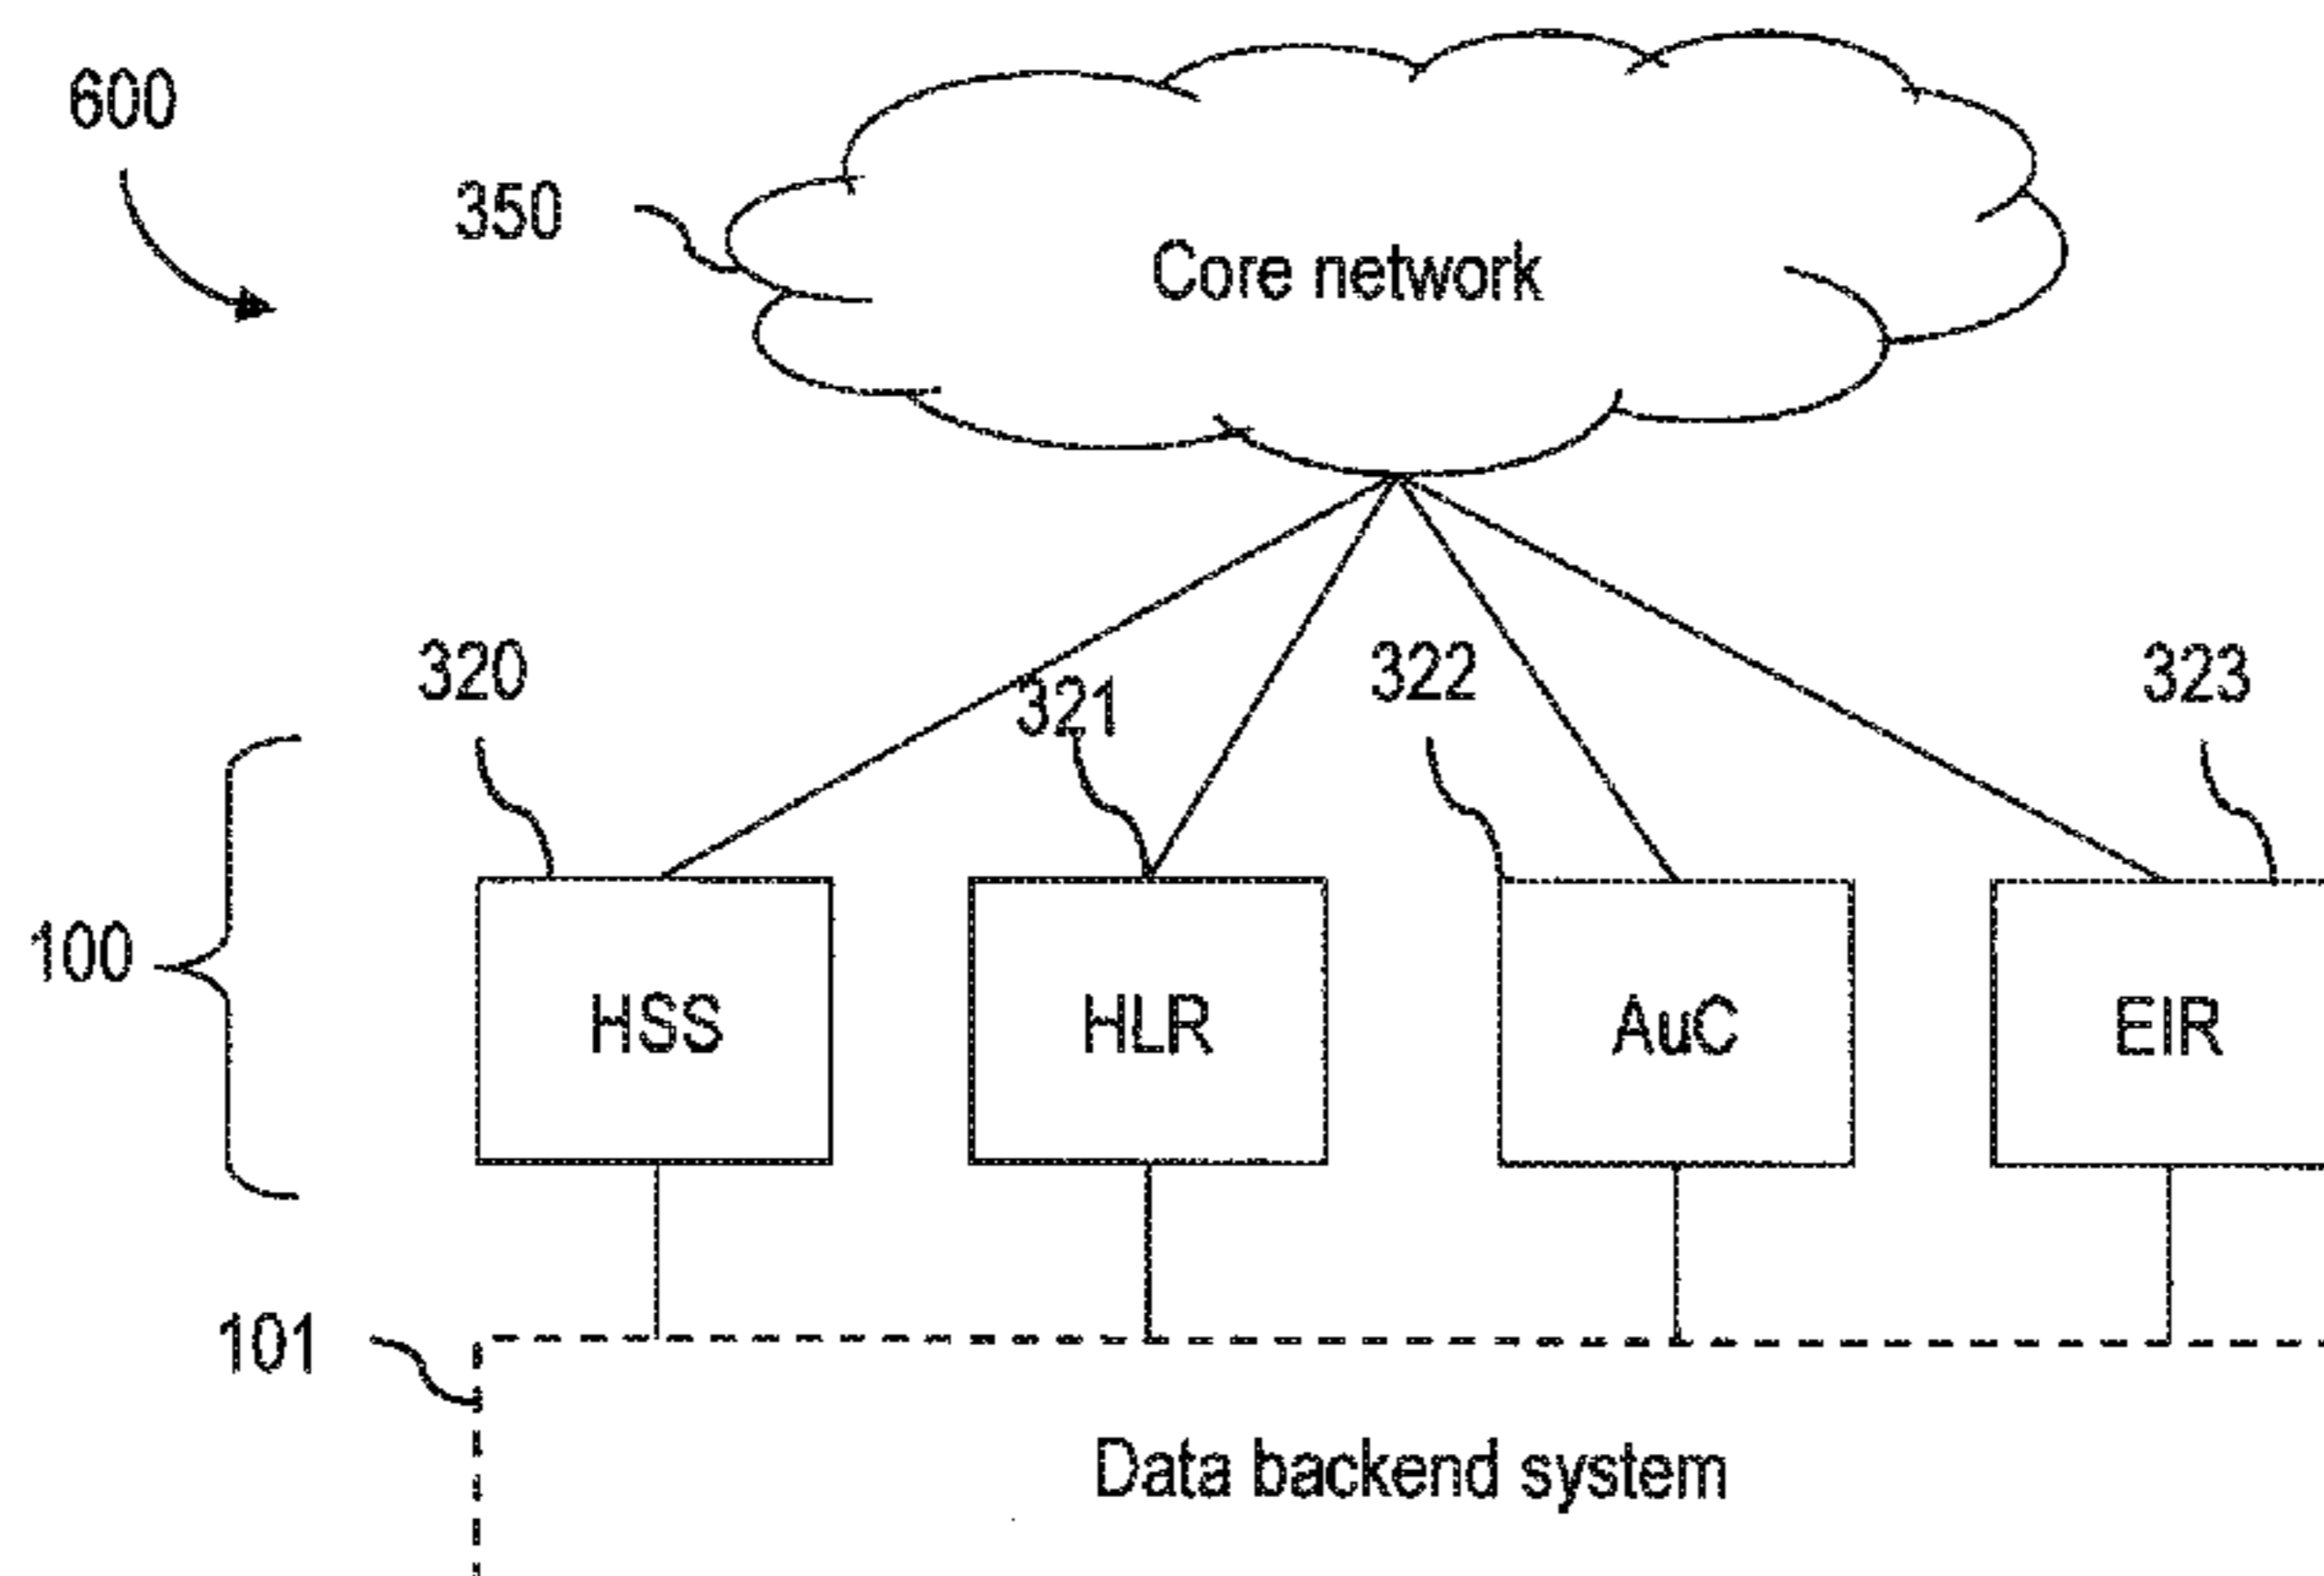 600
350
Core network
320
321
322
323
100
HSS
HLR
AuC
EIR
101
Data backend system